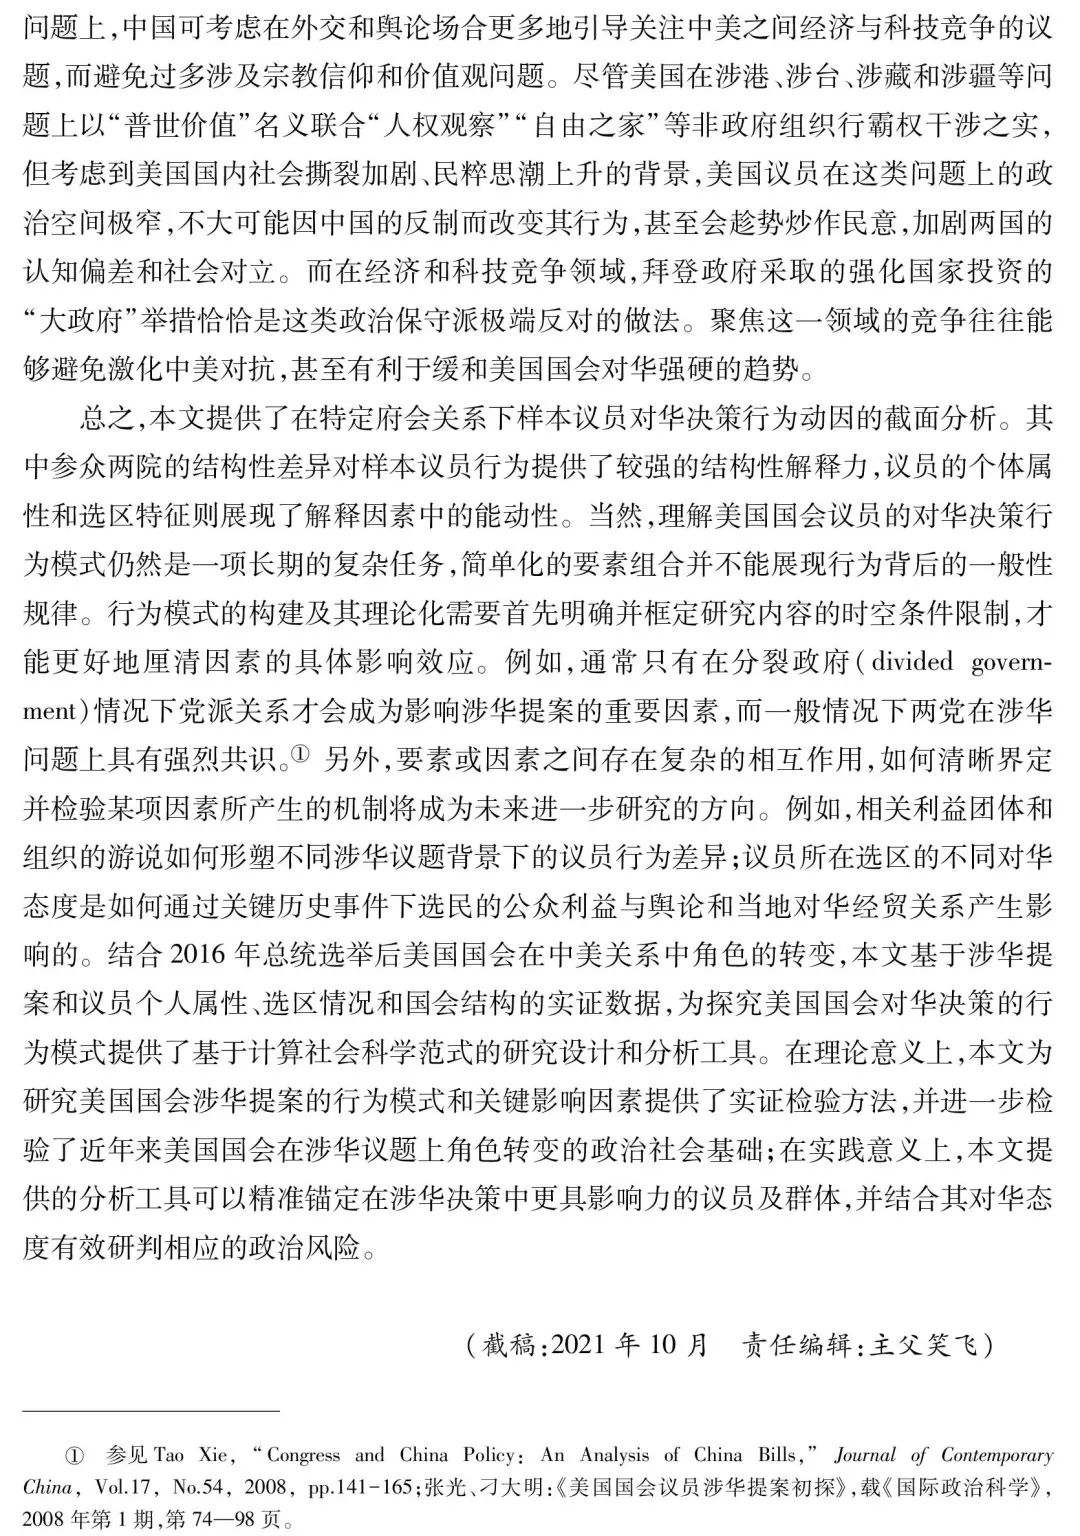 问题上,中国可考虑在外交和舆论场合更多地引导关注中美之间经济与科技竞争的议
题,而避免过多涉及宗教信仰和价值观问题。尽管美国在涉港、涉台、涉藏和涉疆等问
题上以“普世价值”名义联合“人权观察”“自由之家”等非政府组织行霸权干涉之实,
但考虑到美国国内社会撕裂加剧、民粹思潮上升的背景,美国议员在这类问题上的政
治空间极窄,不大可能因中国的反制而改变其行为,甚至会趁势炒作民意,加剧两国的
认知偏差和社会对立。而在经济和科技竞争领域,拜登政府采取的强化国家投资的
“大政府”举措恰恰是这类政治保守派极端反对的做法。聚焦这一领域的竞争往往能
够避免激化中美对抗,甚至有利于缓和美国国会对华强硬的趋势。
总之,本文提供了在特定府会关系下样本议员对华决策行为动因的截面分析。其
中参众两院的结构性差异对样本议员行为提供了较强的结构性解释力,议员的个体属
性和选区特征则展现了解释因素中的能动性。当然,理解美国国会议员的对华决策行
为模式仍然是一项长期的复杂任务,简单化的要素组合并不能展现行为背后的一般性
规律。行为模式的构建及其理论化需要首先明确并框定研究内容的时空条件限制,才
能更好地厘清因素的具体影响效应。例如,通常只有在分裂政府(divided govern-
ment)情况下党派关系才会成为影响涉华提案的重要因素,而一般情况下两党在涉华
问题上具有强烈共识。① 另外,要素或因素之间存在复杂的相互作用,如何清晰界定
并检验某项因素所产生的机制将成为未来进一步研究的方向。例如,相关利益团体和
组织的游说如何形塑不同涉华议题背景下的议员行为差异;议员所在选区的不同对华
态度是如何通过关键历史事件下选民的公众利益与舆论和当地对华经贸关系产生影
响的。结合 2016 年总统选举后美国国会在中美关系中角色的转变,本文基于涉华提
案和议员个人属性、选区情况和国会结构的实证数据,为探究美国国会对华决策的行
为模式提供了基于计算社会科学范式的研究设计和分析工具。在理论意义上,本文为
研究美国国会涉华提案的行为模式和关键影响因素提供了实证检验方法,并进一步检
验了近年来美国国会在涉华议题上角色转变的政治社会基础;在实践意义上,本文提
供的分析工具可以精准锚定在涉华决策中更具影响力的议员及群体,并结合其对华态
度有效研判相应的政治风险。
(截稿:2021 年 10 月 责任编辑:主父笑飞)
① 参见 Tao Xie, “Congress and China Policy: An Analysis of China Bills,” Journal of Contemporary
China, Vol.17, No.54, 2008, pp.141-165;张光、刁大明:《美国国会议员涉华提案初探》,载《国际政治科学》,
2008 年第 1 期,第 74—98 页。